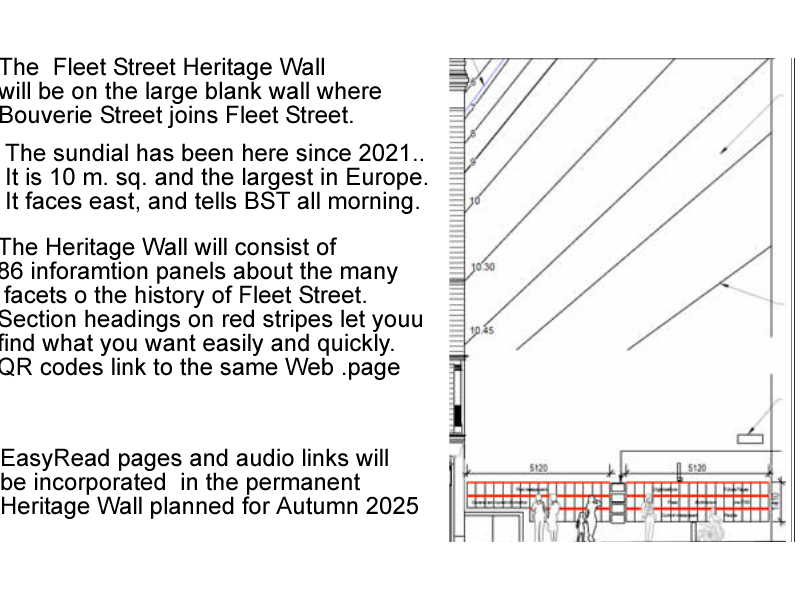 The Fleet Street Heritage Wall
will be on the large blank wall where
Bouverie Street joins Fleet Street.
The sundial has been here since 2021..
It is 10 m. sq. and the largest in Europe.
It faces east, and tells BST all morning.
The Heritage Wall will consist of
86 inforamtion panels about the many
facets o the history of Fleet Street.
Section headings on red stripes let youu
find what you want easily and quickly.
QR codes link to the same Web .page
EasyRead pages and audio links will
be incorporated in the permanent
Heritage Wall planned for Autumn 2025
8
9
10
10.30
10.45
5120
5120
1410